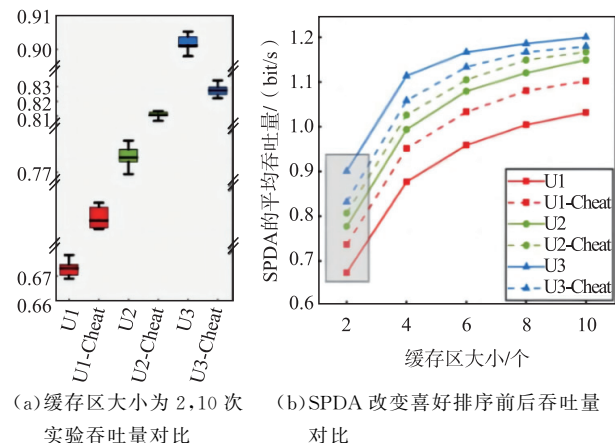 0.91
0.90
0.83
0.82
0.81
0.77
0.67
0.66
U1
U1-Cheat
U2
U2-Cheat
U3
U3-Cheat
(a)缓存区大小为2,10次
实验吞吐量对比
SPDA的平均吞吐量/(bit/s)
1.2
1.1
1.0
0.9
0.8
0.7
0.6
2 4 6 8 10
缓存区大小/个
U1
U1-Cheat
U2
U2-Cheat
U3
U3-Cheat
(b)SPDA改变喜好排序前后吞吐量
对比